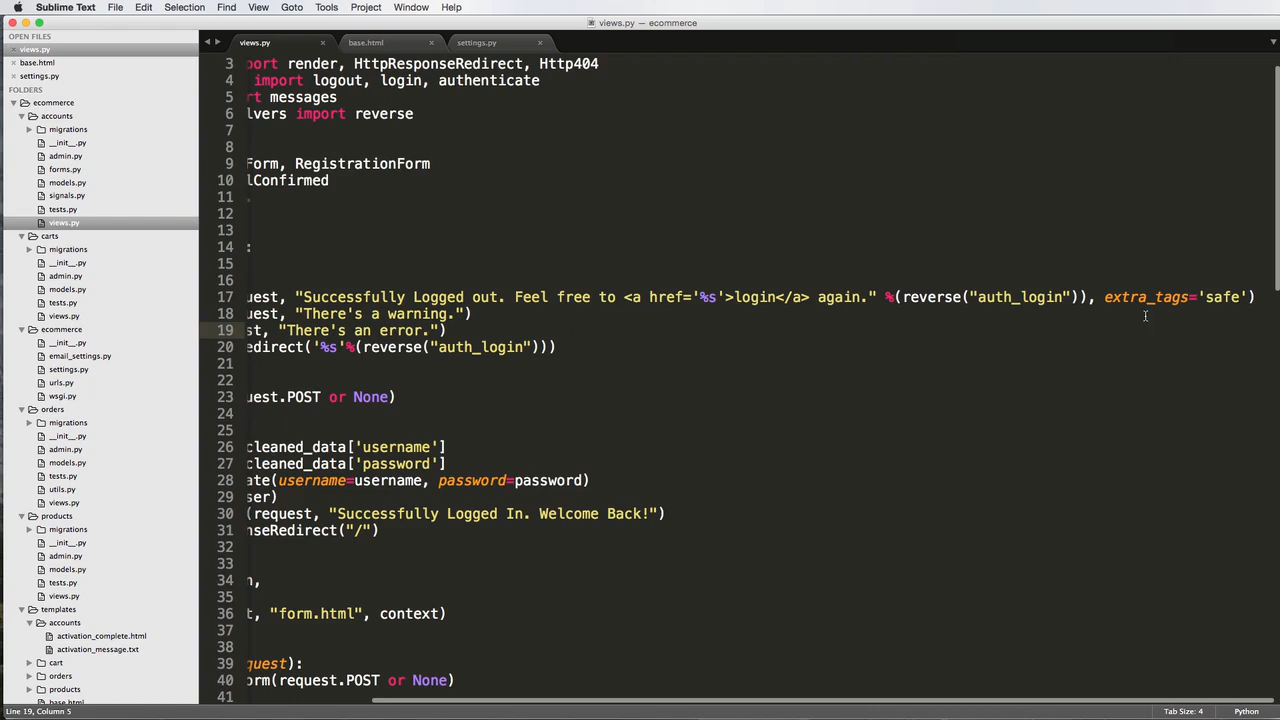 Sublime Text File Edit Selection Find View Goto Tools Project Window Help
views.py — ecommerce
OPEN FILES
views.py
base.html
settings.py
FOLDERS
ecommerce
accounts
migrations
__init__.py
admin.py
forms.py
models.py
signals.py
tests.py
views.py
carts
migrations
__init__.py
admin.py
models.py
tests.py
views.py
ecommerce
__init__.py
email_settings.py
settings.py
urls.py
wsgi.py
orders
migrations
__init__.py
admin.py
models.py
tests.py
utils.py
views.py
products
migrations
__init__.py
admin.py
models.py
tests.py
views.py
templates
accounts
activation_complete.html
activation_message.txt
cart
orders
products
base.html
views.py base.html settings.py
3 port render, HttpResponseRedirect, Http404
4 import logout, login, authenticate
5 rt messages
6 lvers import reverse
7
8
9 Form, RegistrationForm
10 lConfirmed
11
12
13
14 :
15
16
17 uest, "Successfully Logged out. Feel free to <a href='%s'>login</a> again." %(reverse("auth_login")), extra_tags='safe')
18 uest, "There's a warning.")
19 st, "There's an error.")
20 edirect('%s'%(reverse("auth_login")))
21
22
23 uest.POST or None)
24
25
26 cleaned_data['username']
27 cleaned_data['password']
28 ate(username=username, password=password)
29 ser)
30 (request, "Successfully Logged In. Welcome Back!")
31 nseRedirect("/")
32
33
34 n,
35
36 t, "form.html", context)
37
38
39 quest):
40 orm(request.POST or None)
41
Line 19, Column 5 Tab Size: 4 Python